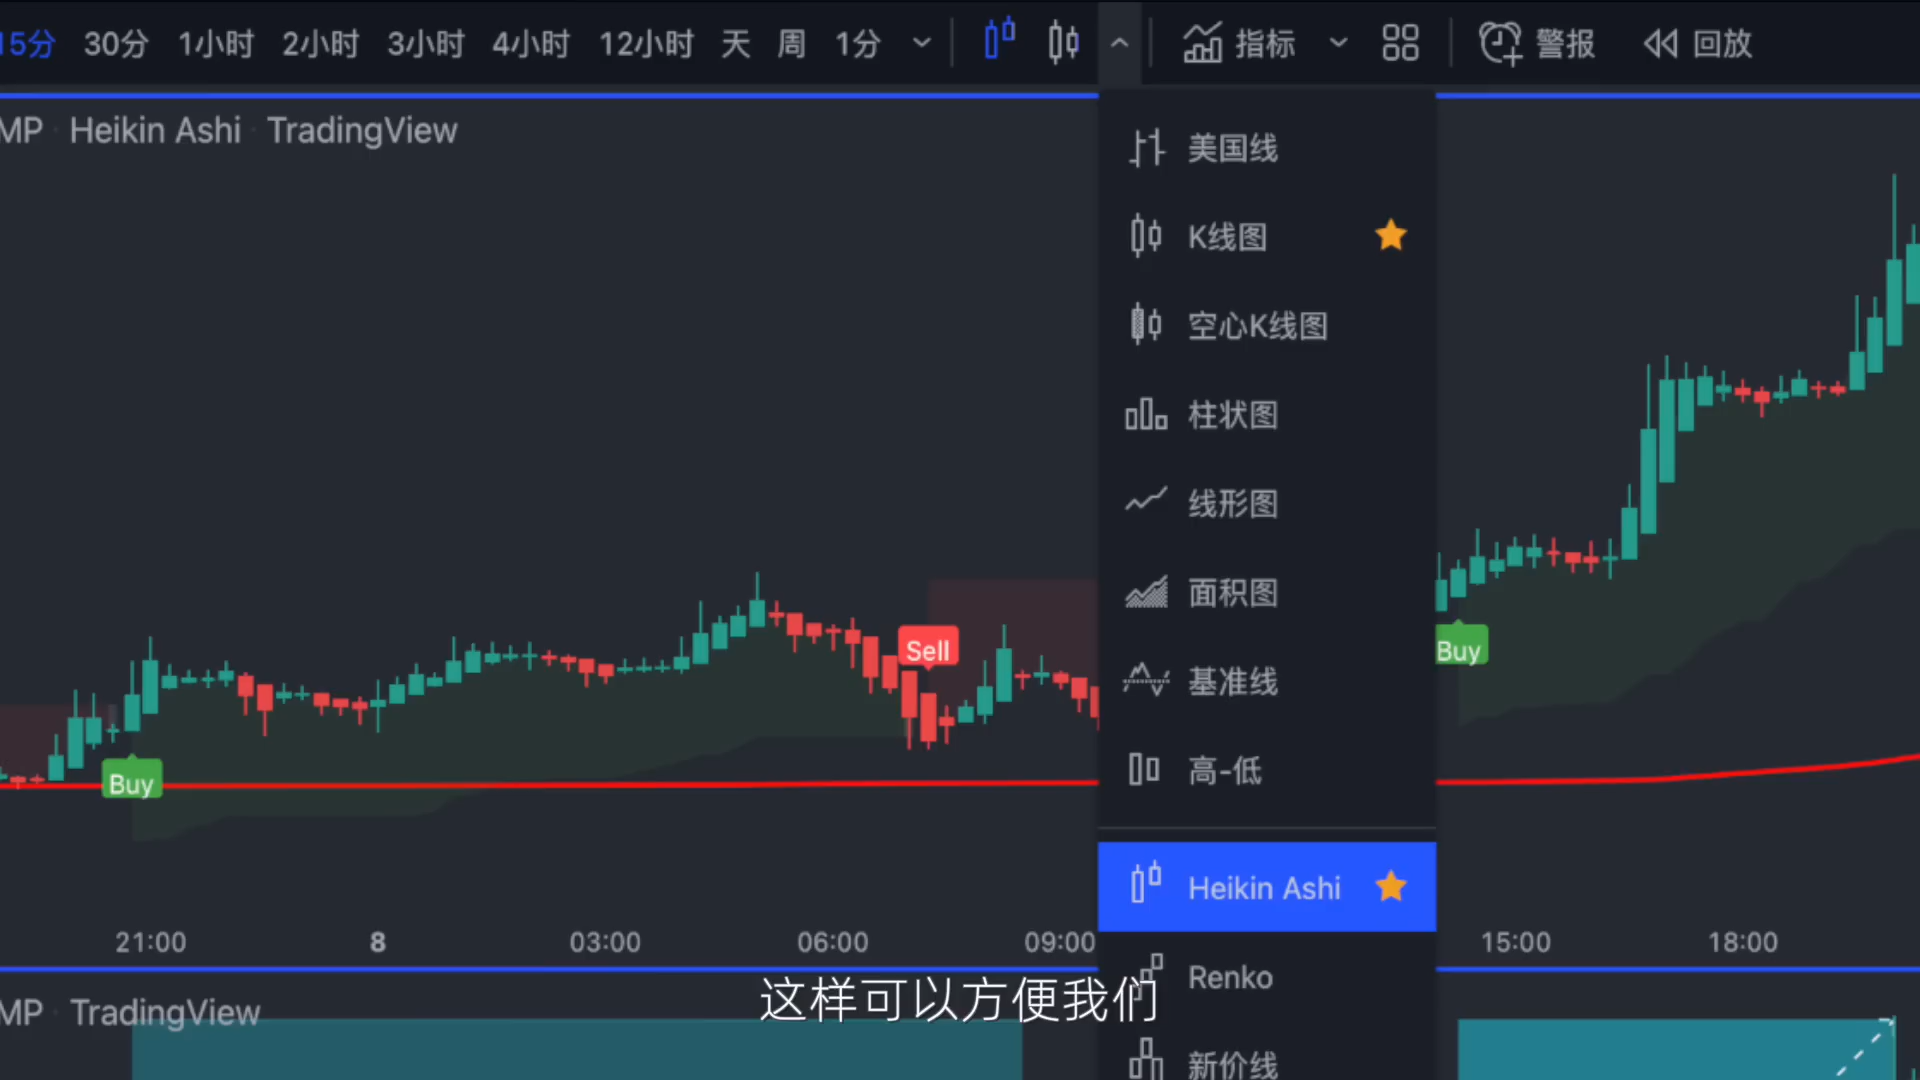 15分 30分 1小时 2小时 3小时 4小时 12小时 天 周 1分 指标 警报 回放
MP · Heikin Ashi · TradingView
美国线
K线图
空心K线图
柱状图
线形图
面积图
基准线
高-低
Heikin Ashi
Renko
新价线
Sell
Buy
Buy
21:00 8 03:00 06:00 09:00 15:00 18:00
MP · TradingView
这样可以方便我们